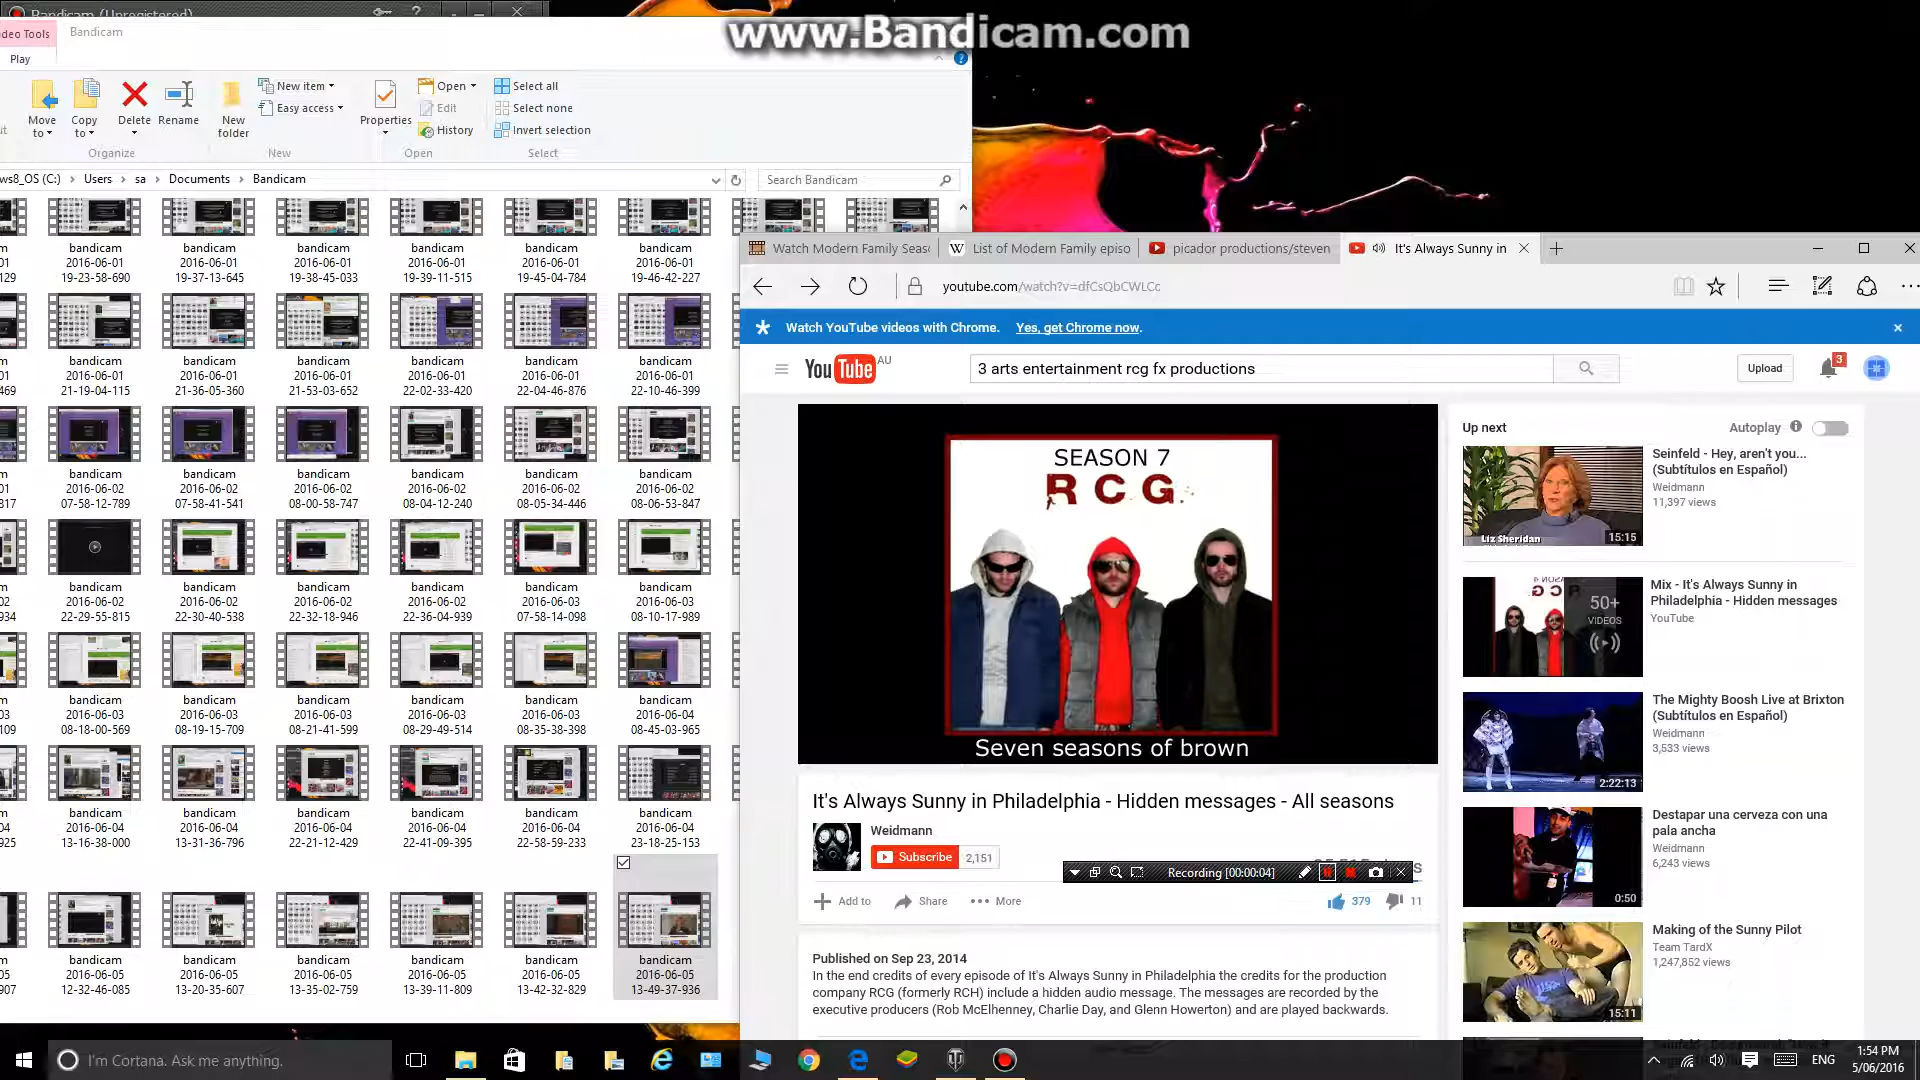 Bandicam (Unregistered)
www.Bandicam.com
deo Tools
Bandicam
Play
Move to
Copy to
Delete
Rename
New folder
New item
Easy access
Properties
Open
Edit
History
Select all
Select none
Invert selection
Organize
New
Open
Select
ws8_OS (C:) > Users > sa > Documents > Bandicam
Search Bandicam
129
bandicam 2016-06-01 19-23-58-690
bandicam 2016-06-01 19-37-13-645
bandicam 2016-06-01 19-38-45-033
bandicam 2016-06-01 19-39-11-515
bandicam 2016-06-01 19-45-04-784
bandicam 2016-06-01 19-46-42-227
469
bandicam 2016-06-01 21-19-04-115
bandicam 2016-06-01 21-36-05-360
bandicam 2016-06-01 21-53-03-652
bandicam 2016-06-01 22-02-33-420
bandicam 2016-06-01 22-04-46-876
bandicam 2016-06-01 22-10-46-399
817
bandicam 2016-06-02 07-58-12-789
bandicam 2016-06-02 07-58-41-541
bandicam 2016-06-02 08-00-58-747
bandicam 2016-06-02 08-04-12-240
bandicam 2016-06-02 08-05-34-446
bandicam 2016-06-02 08-06-53-847
934
bandicam 2016-06-02 22-29-55-815
bandicam 2016-06-02 22-30-40-538
bandicam 2016-06-02 22-32-18-946
bandicam 2016-06-02 22-36-04-939
bandicam 2016-06-03 07-58-14-098
bandicam 2016-06-03 08-10-17-989
109
bandicam 2016-06-03 08-18-00-569
bandicam 2016-06-03 08-19-15-709
bandicam 2016-06-03 08-21-41-599
bandicam 2016-06-03 08-29-49-514
bandicam 2016-06-03 08-35-38-398
bandicam 2016-06-04 08-45-03-965
925
bandicam 2016-06-04 13-16-38-000
bandicam 2016-06-04 13-31-36-796
bandicam 2016-06-04 22-21-12-429
bandicam 2016-06-04 22-41-09-395
bandicam 2016-06-04 22-58-59-233
bandicam 2016-06-04 23-18-25-153
907
bandicam 2016-06-05 12-32-46-085
bandicam 2016-06-05 13-20-35-607
bandicam 2016-06-05 13-35-02-759
bandicam 2016-06-05 13-39-11-809
bandicam 2016-06-05 13-42-32-829
bandicam 2016-06-05 13-49-37-936
Watch Modern Family Seas
List of Modern Family episo
picador productions/steven
It's Always Sunny in
youtube.com/watch?v=dfCsQbCWLCc
Watch YouTube videos with Chrome. Yes, get Chrome now.
YouTube AU
3 arts entertainment rcg fx productions
Upload
3
SEASON 7
RCG
Seven seasons of brown
It's Always Sunny in Philadelphia - Hidden messages - All seasons
Weidmann
Subscribe 2,151
Recording [00:00:04]
Add to
Share
More
379
11
Published on Sep 23, 2014
In the end credits of every episode of It's Always Sunny in Philadelphia the credits for the production
company RCG (formerly RCH) include a hidden audio message. The messages are recorded by the
executive producers (Rob McElhenney, Charlie Day, and Glenn Howerton) and are played backwards.
Up next
Autoplay
Seinfeld - Hey, aren't you...
(Subtítulos en Español)
Weidmann
11,397 views
Liz Sheridan
15:15
Mix - It's Always Sunny in
Philadelphia - Hidden messages
YouTube
50+
VIDEOS
The Mighty Boosh Live at Brixton
(Subtítulos en Español)
Weidmann
3,533 views
2:22:13
Destapar una cerveza con una
pala ancha
Weidmann
6,243 views
0:50
Making of the Sunny Pilot
Team TardX
1,247,852 views
15:11
I'm Cortana. Ask me anything.
ENG
1:54 PM
5/06/2016